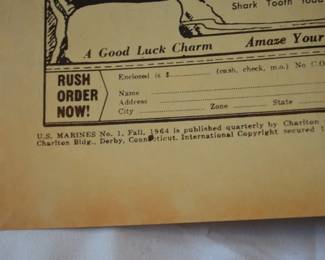 Shark Tooth
A Good Luck Charm Amaze Your
RUSH
ORDER
NOW!
Enclosed is $ (cash, check, m.o.) No C.O
Name
Address
City Zone State
U.S. MARINES No. 1, Fall, 1964 is published quarterly by Charlton
Charlton Bldg., Derby, Connecticut. International Copyright secured